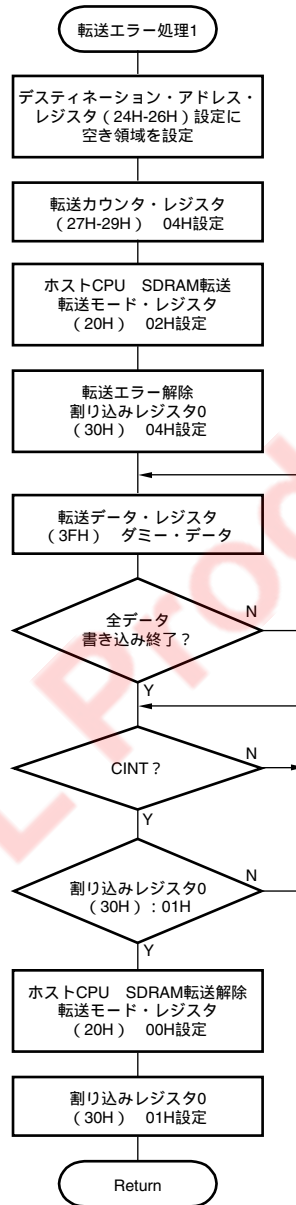 転送エラー処理1
デスティネーション・アドレス・
レジスタ(24H-26H)設定に
空き領域を設定
転送カウンタ・レジスタ
(27H-29H) 04H設定
ホストCPU SDRAM転送
転送モード・レジスタ
(20H) 02H設定
転送エラー解除
割り込みレジスタ0
(30H) 04H設定
転送データ・レジスタ
(3FH) ダミー・データ
全データ
書き込み終了?
N
Y
CINT?
N
Y
割り込みレジスタ0
(30H):01H
N
Y
ホストCPU SDRAM転送解除
転送モード・レジスタ
(20H) 00H設定
割り込みレジスタ0
(30H) 01H設定
Return
L Prod